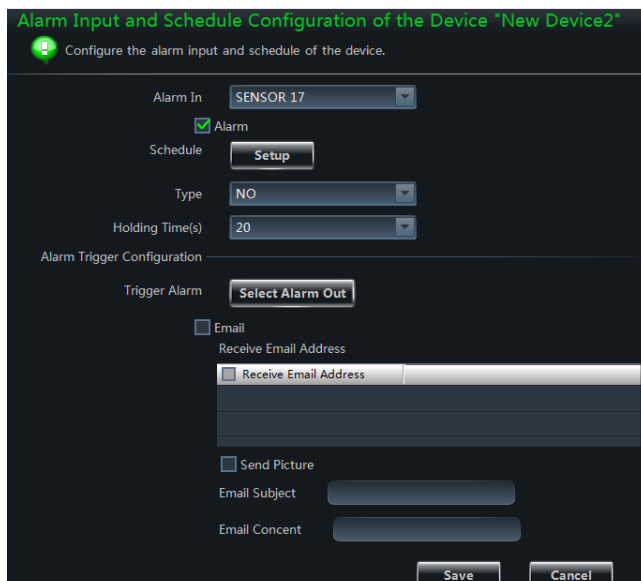 Alarm Input and Schedule Configuration of the Device "New Device2"
Configure the alarm input and schedule of the device.
Alarm In SENSOR 17
Alarm
Schedule Setup
Type NO
Holding Time(s) 20
Alarm Trigger Configuration
Trigger Alarm Select Alarm Out
Email
Receive Email Address
Receive Email Address
Send Picture
Email Subject
Email Concent
Save Cancel